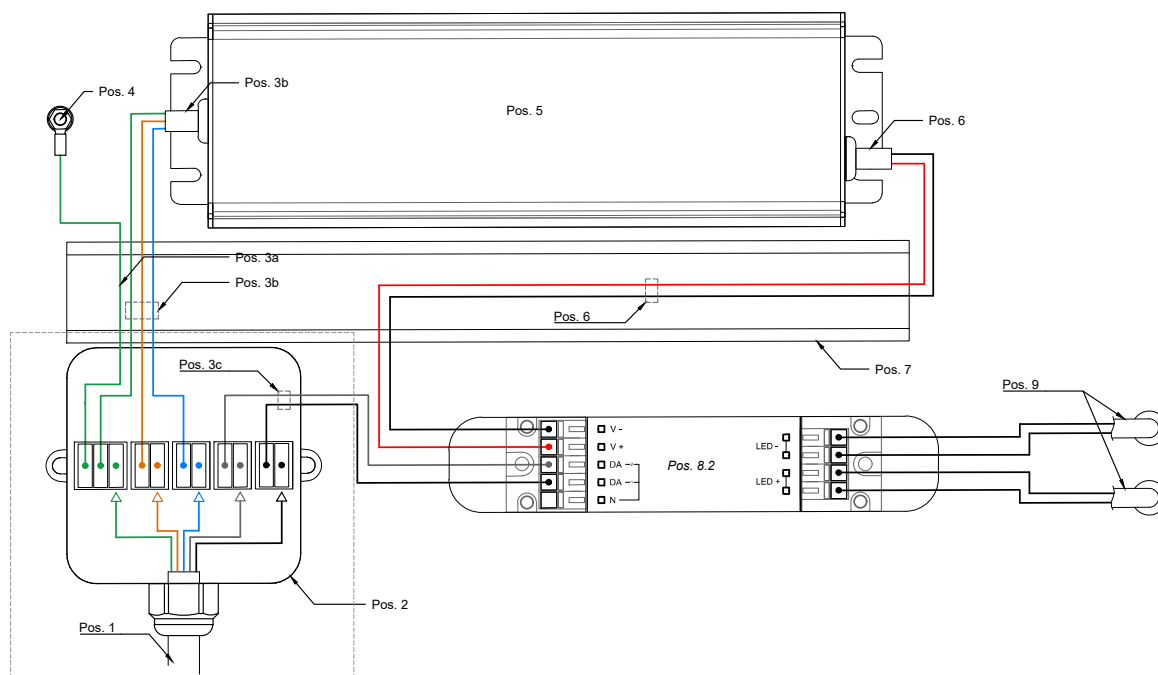 Pos. 4
Pos. 3b
Pos. 5
Pos. 6
Pos. 3a
Pos. 3b
Pos. 6
Pos. 7
Pos. 3c
Pos. 9
V -
V +
DA
DA
N
Pos. 8.2
LED -
LED +
Pos. 2
Pos. 1